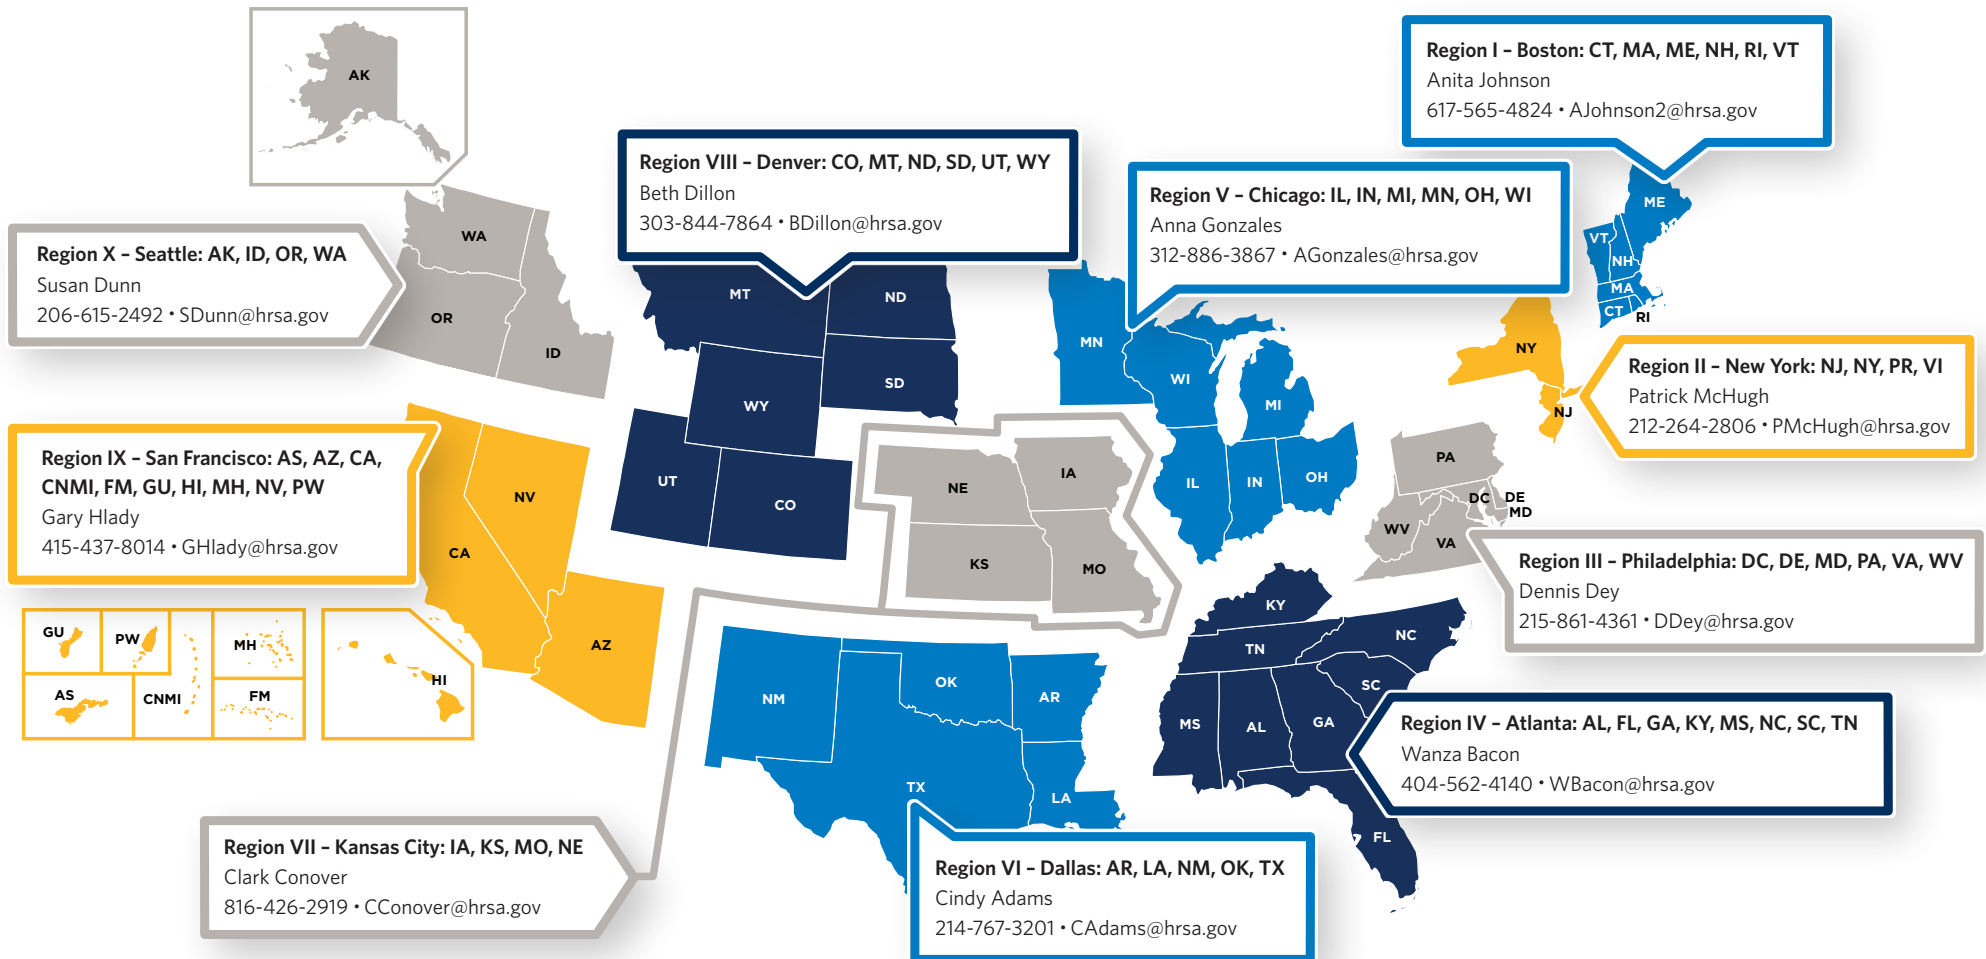 AK
Region I – Boston: CT, MA, ME, NH, RI, VT
Anita Johnson
617-565-4824 • AJohnson2@hrsa.gov
Region VIII – Denver: CO, MT, ND, SD, UT, WY
Beth Dillon
303-844-7864 • BDillon@hrsa.gov
Region V – Chicago: IL, IN, MI, MN, OH, WI
Anna Gonzales
312-886-3867 • AGonzales@hrsa.gov
ME
VT
NH
MA
CT
RI
WA
OR
ID
Region X – Seattle: AK, ID, OR, WA
Susan Dunn
206-615-2492 • SDunn@hrsa.gov
MT
ND
SD
WY
UT
CO
MN
WI
MI
IL
IN
OH
NY
NJ
Region II – New York: NJ, NY, PR, VI
Patrick McHugh
212-264-2806 • PMcHugh@hrsa.gov
Region IX – San Francisco: AS, AZ, CA,
CNMI, FM, GU, HI, MH, NV, PW
Gary Hlady
415-437-8014 • GHlady@hrsa.gov
NV
CA
AZ
NE
IA
KS
MO
PA
DC
DE
MD
WV
VA
Region III – Philadelphia: DC, DE, MD, PA, VA, WV
Dennis Dey
215-861-4361 • DDey@hrsa.gov
GU
PW
MH
AS
CNMI
FM
HI
KY
TN
NC
SC
MS
AL
GA
FL
Region IV – Atlanta: AL, FL, GA, KY, MS, NC, SC, TN
Wanza Bacon
404-562-4140 • WBacon@hrsa.gov
NM
OK
AR
TX
LA
Region VII – Kansas City: IA, KS, MO, NE
Clark Conover
816-426-2919 • CConover@hrsa.gov
Region VI – Dallas: AR, LA, NM, OK, TX
Cindy Adams
214-767-3201 • CAdams@hrsa.gov